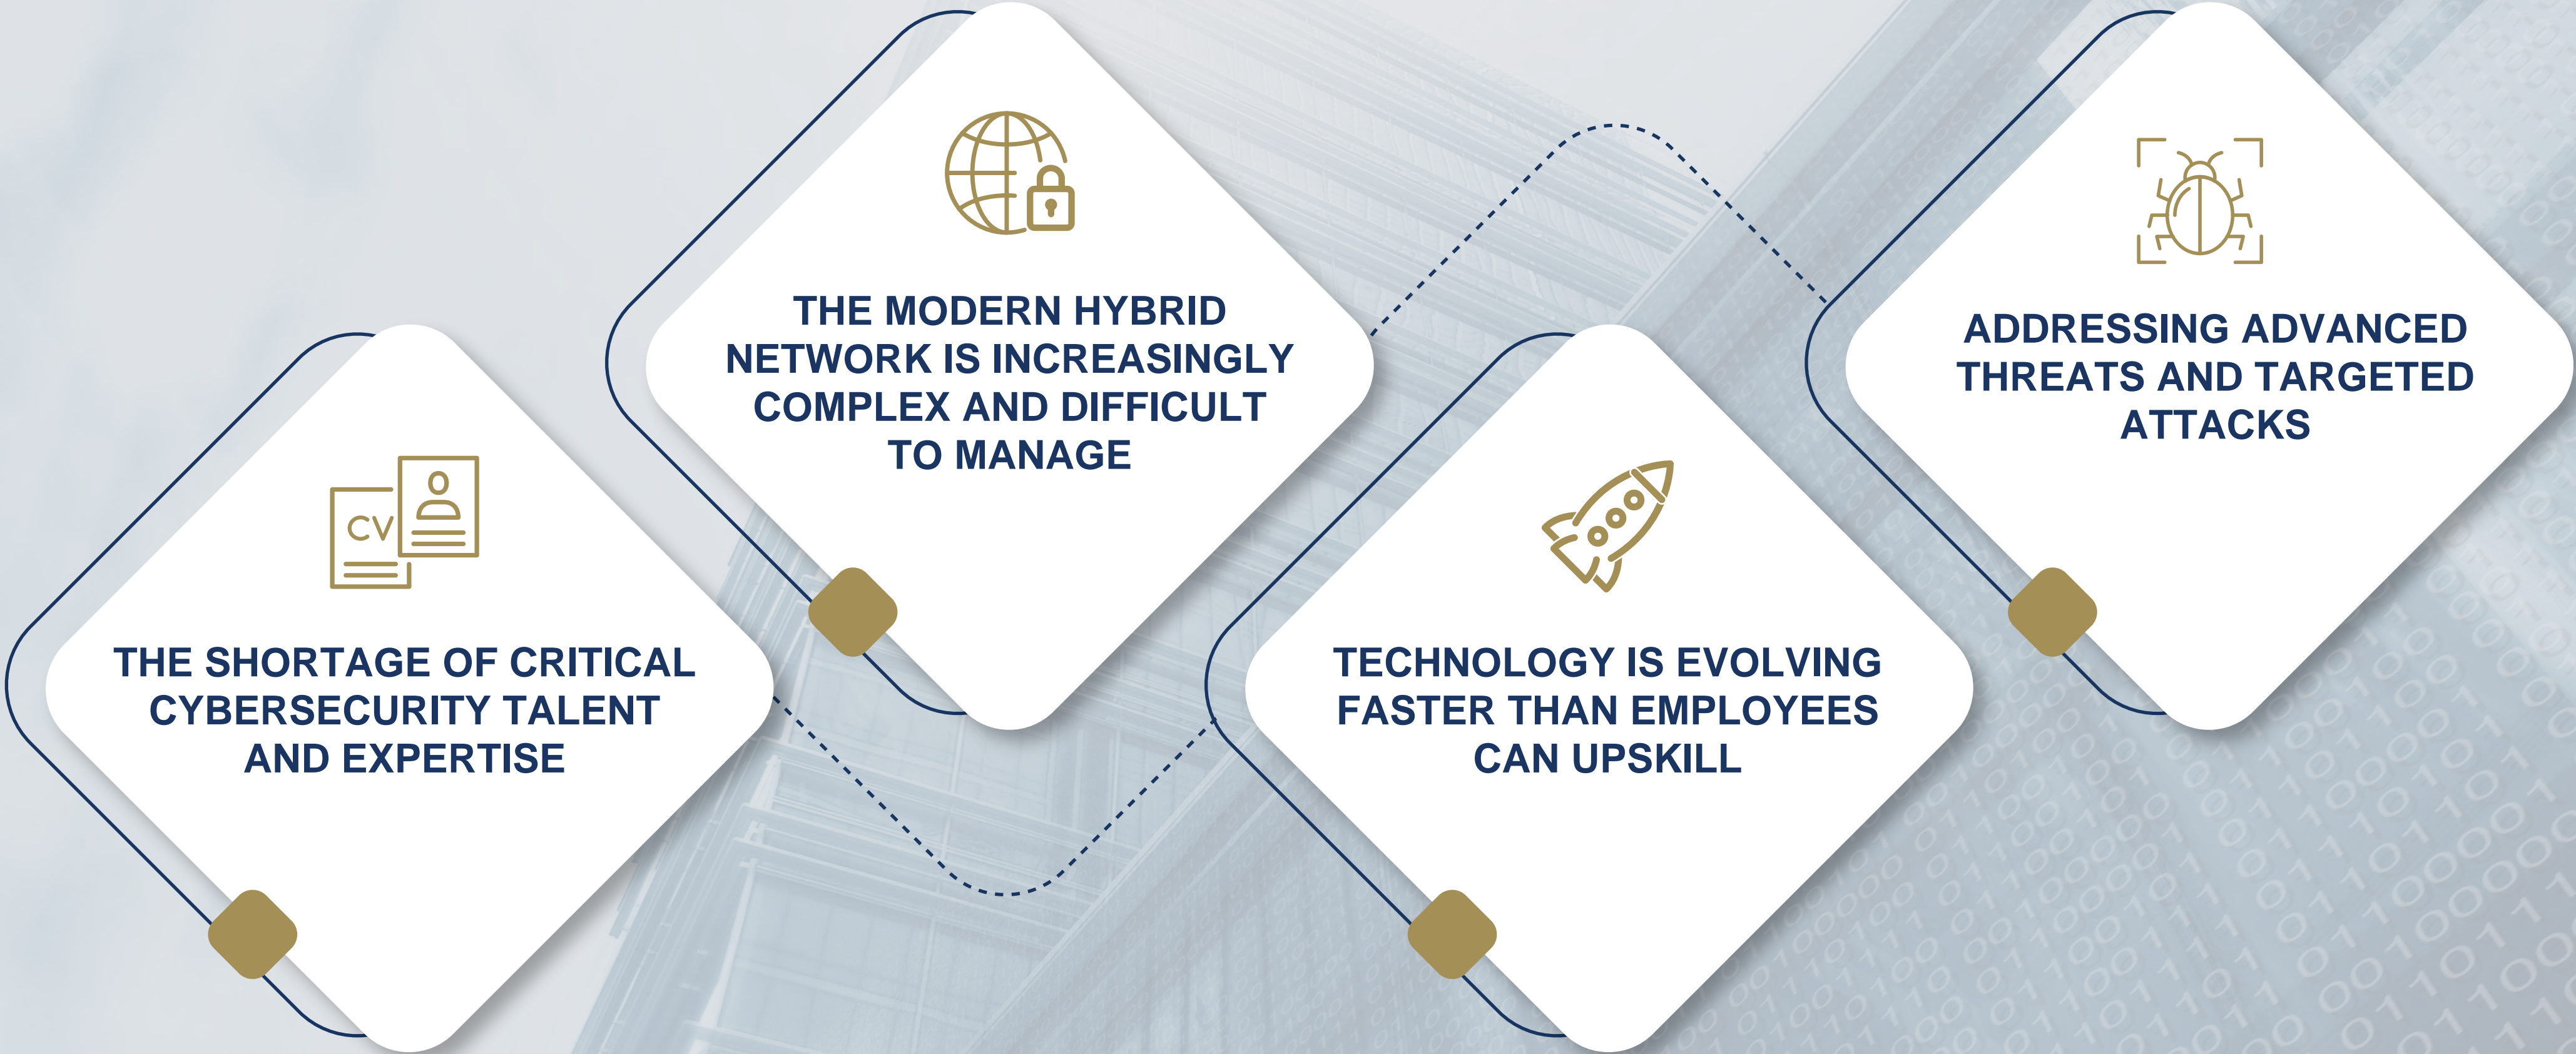 THE SHORTAGE OF CRITICAL
CYBERSECURITY TALENT
AND EXPERTISE
CV
THE MODERN HYBRID
NETWORK IS INCREASINGLY
COMPLEX AND DIFFICULT
TO MANAGE
TECHNOLOGY IS EVOLVING
FASTER THAN EMPLOYEES
CAN UPSKILL
ADDRESSING ADVANCED
THREATS AND TARGETED
ATTACKS